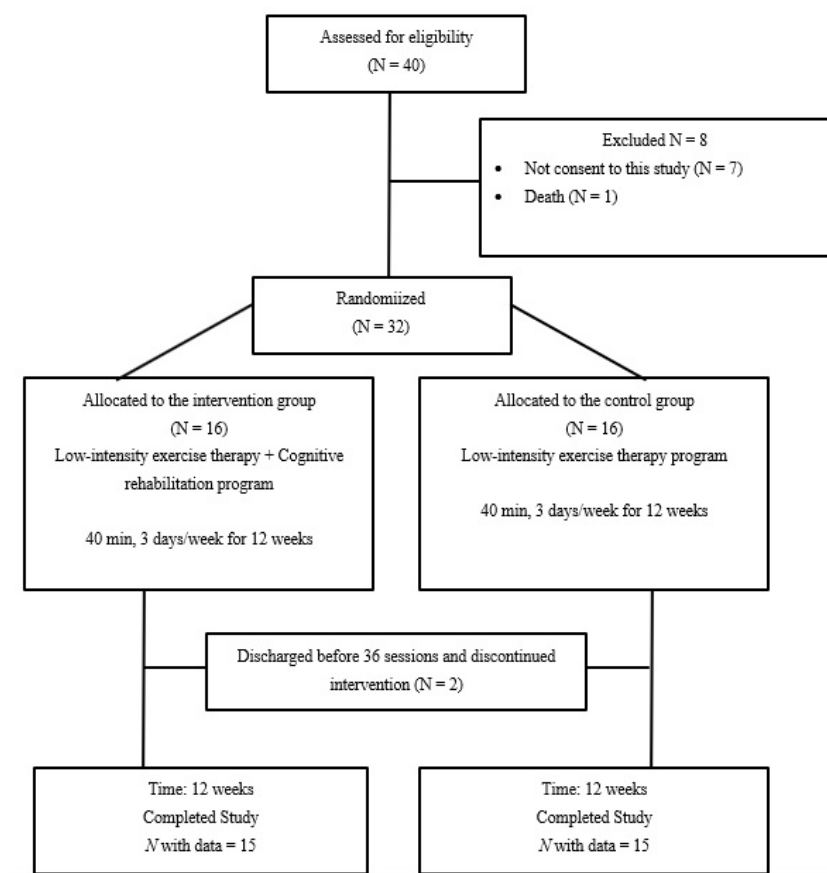 Assessed for eligibility
(N = 40)
Excluded N = 8
• Not consent to this study (N = 7)
• Death (N = 1)
Randomiized
(N = 32)
Allocated to the intervention group
(N = 16)
Low-intensity exercise therapy + Cognitive
rehabilitation program
40 min, 3 days/week for 12 weeks
Allocated to the control group
(N = 16)
Low-intensity exercise therapy program
40 min, 3 days/week for 12 weeks
Discharged before 36 sessions and discontinued
intervention (N = 2)
Time: 12 weeks
Completed Study
N with data = 15
Time: 12 weeks
Completed Study
N with data = 15